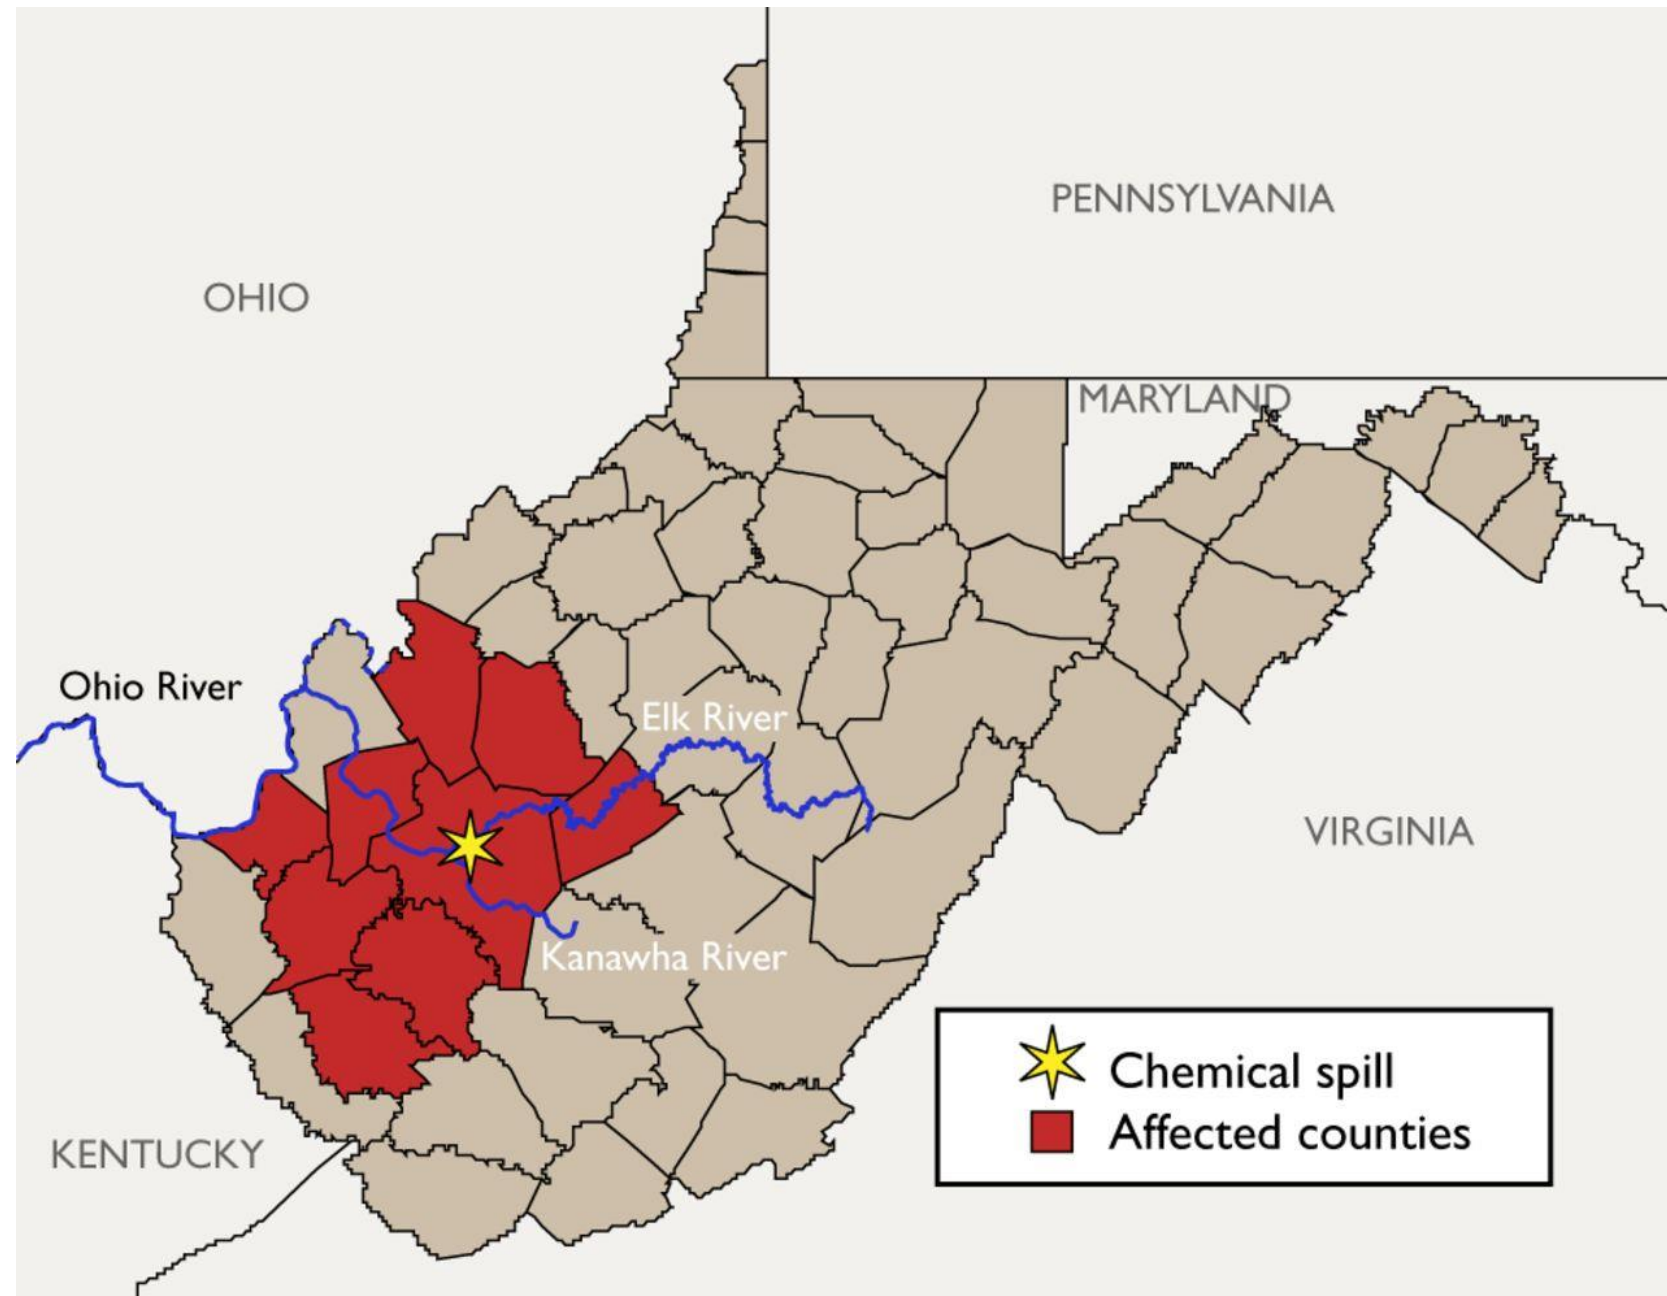 PENNSYLVANIA
OHIO
MARYLAND
Ohio River
Elk River
VIRGINIA
Kanawha River
KENTUCKY
Chemical spill
Affected counties